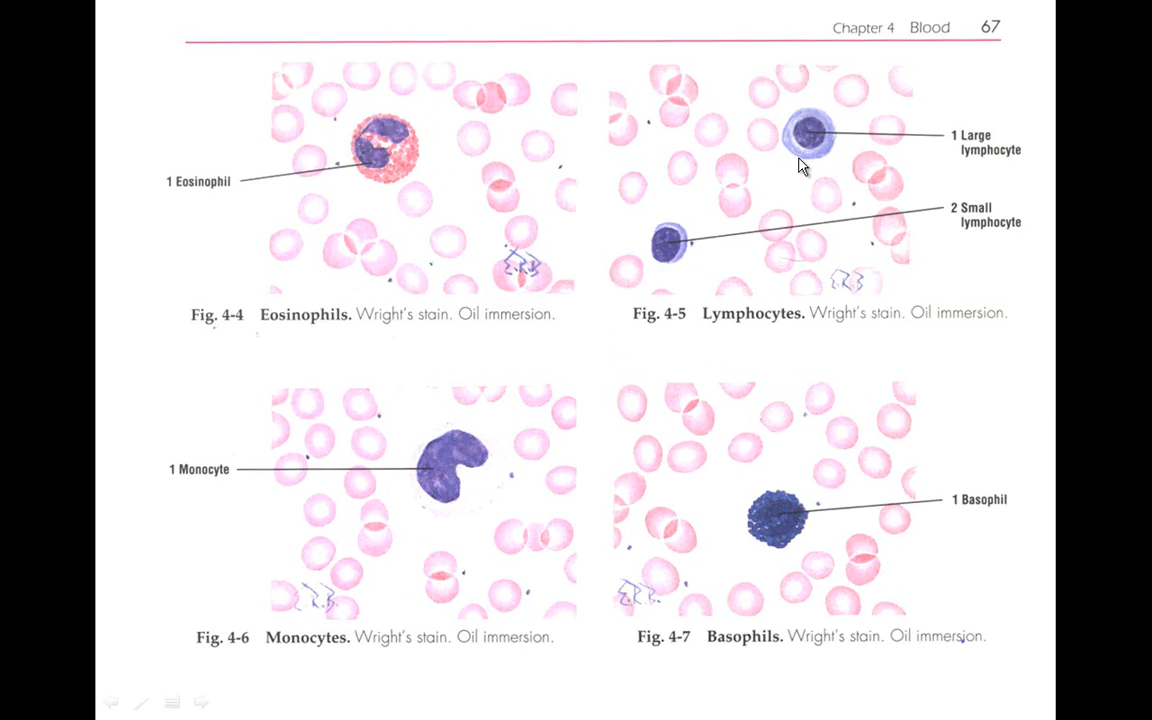 Chapter 4 Blood 67
1 Eosinophil
Fig. 4-4 Eosinophils. Wright's stain. Oil immersion.
1 Large
lymphocyte
2 Small
lymphocyte
Fig. 4-5 Lymphocytes. Wright's stain. Oil immersion.
1 Monocyte
Fig. 4-6 Monocytes. Wright's stain. Oil immersion.
1 Basophil
Fig. 4-7 Basophils. Wright's stain. Oil immersion.